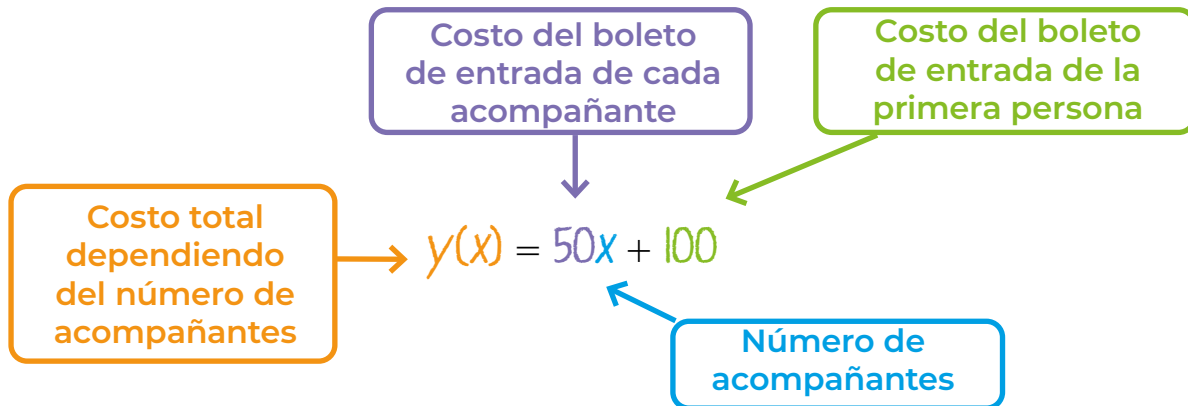 Costo del boleto
de entrada de cada
acompañante
Costo del boleto
de entrada de la
primera persona
Costo total
dependiendo
del número de
acompañantes
y(x) = 50x + 100
Número de
acompañantes